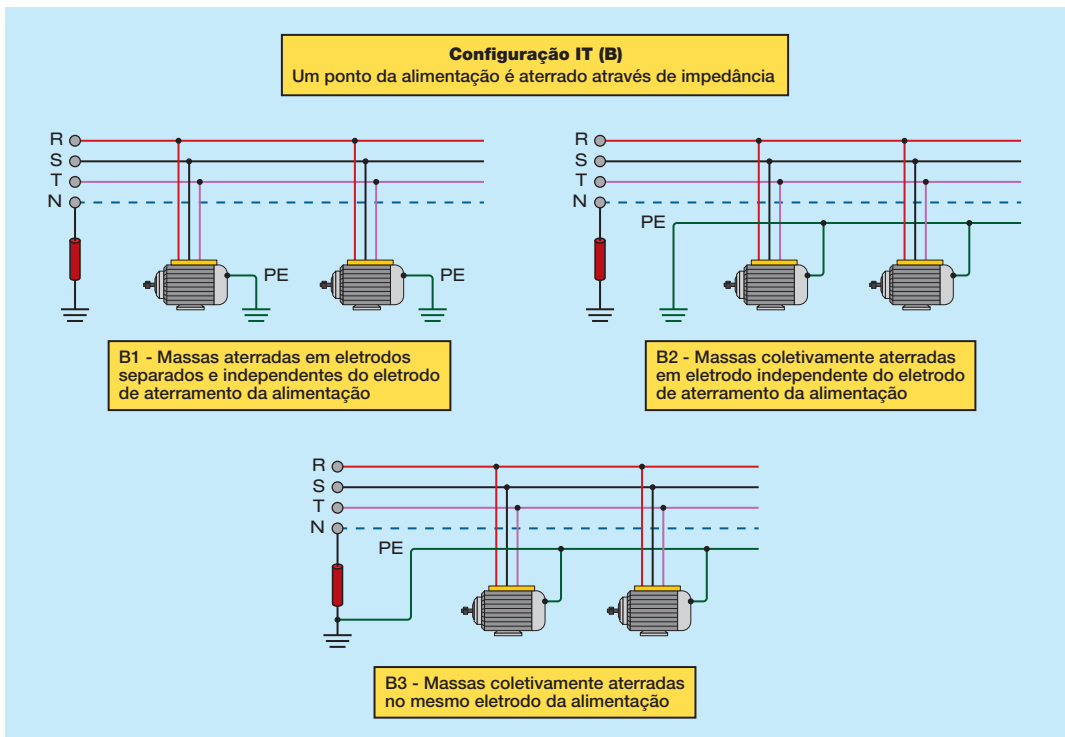 Configuração IT (B)
Um ponto da alimentação é aterrado através de impedância
R
S
T
N
PE
PE
B1 - Massas aterradas em eletrodos
separados e independentes do eletrodo
de aterramento da alimentação
R
S
T
N
PE
B2 - Massas coletivamente aterradas
em eletrodo independente do eletrodo
de aterramento da alimentação
R
S
T
N
PE
B3 - Massas coletivamente aterradas
no mesmo eletrodo da alimentação